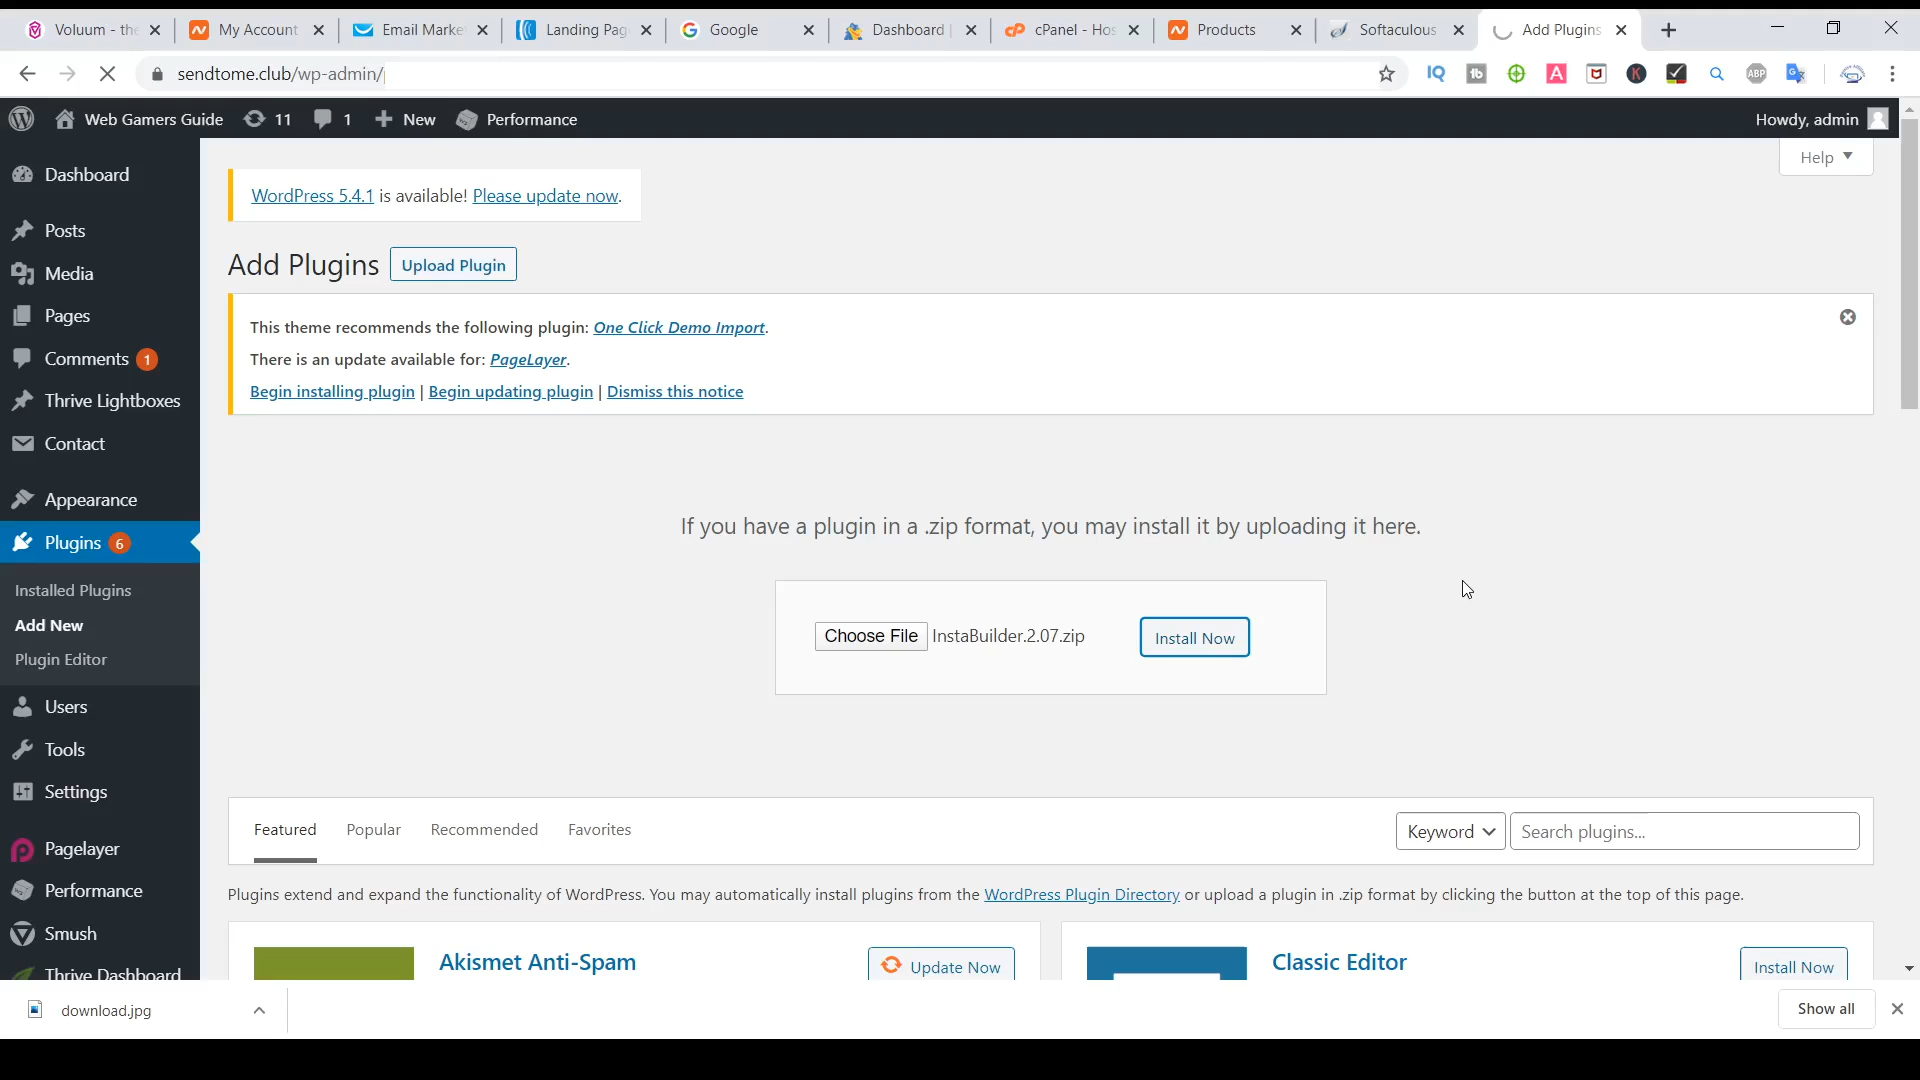 Voluum - the
My Account
Email Marke
Landing Pag
Google
Dashboard |
cPanel - Hos
Products
Softaculous
Add Plugins
sendtome.club/wp-admin/
Web Gamers Guide
11
1
New
Performance
Howdy, admin
Help
Dashboard
Posts
Media
Pages
Comments 1
Thrive Lightboxes
Contact
Appearance
Plugins 6
Installed Plugins
Add New
Plugin Editor
Users
Tools
Settings
Pagelayer
Performance
Smush
Thrive Dashboard
WordPress 5.4.1 is available! Please update now.
Add Plugins
Upload Plugin
This theme recommends the following plugin: One Click Demo Import.
There is an update available for: PageLayer.
Begin installing plugin | Begin updating plugin | Dismiss this notice
If you have a plugin in a .zip format, you may install it by uploading it here.
Choose File InstaBuilder.2.07.zip
Install Now
Featured
Popular
Recommended
Favorites
Keyword
Search plugins...
Plugins extend and expand the functionality of WordPress. You may automatically install plugins from the WordPress Plugin Directory or upload a plugin in .zip format by clicking the button at the top of this page.
Akismet Anti-Spam
Update Now
Classic Editor
Install Now
download.jpg
Show all